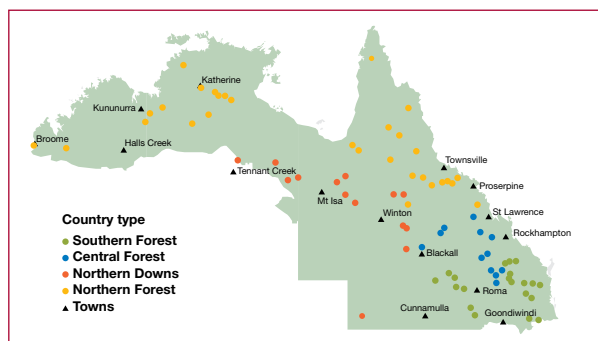 Katherine
Kununurra
Broome
Halls Creek
Tennant Creek
Townsville
Proserpine
Mt Isa
Winton
St Lawrence
Rockhampton
Blackall
Roma
Cunnamulla
Goondiwindi
Country type
Southern Forest
Central Forest
Northern Downs
Northern Forest
Towns